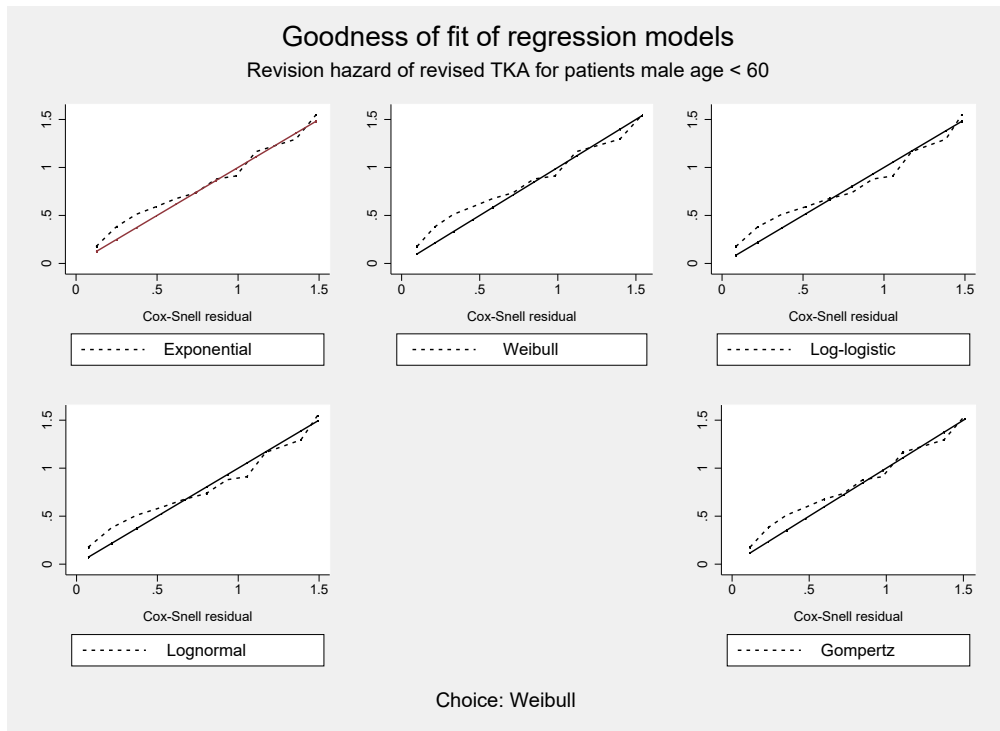 Goodness of fit of regression models
Revision hazard of revised TKA for patients male age < 60
0 .5 1 1.5
0 .5 1 1.5
Cox-Snell residual
Exponential
0 .5 1 1.5
0 .5 1 1.5
Cox-Snell residual
Weibull
0 .5 1 1.5
0 .5 1 1.5
Cox-Snell residual
Log-logistic
0 .5 1 1.5
0 .5 1 1.5
Cox-Snell residual
Lognormal
0 .5 1 1.5
0 .5 1 1.5
Cox-Snell residual
Gompertz
Choice: Weibull